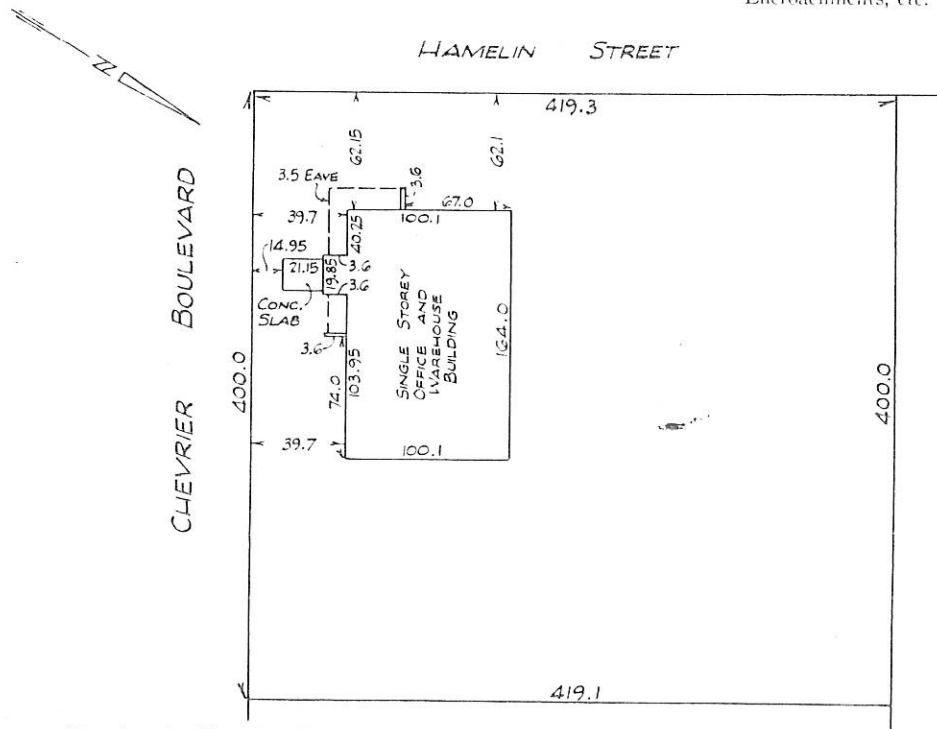 Encroachments, etc.
HAMELIN STREET
N
419.3
62.15
62.1
3.5 EAVE
3.6
67.0
39.7
100.1
40.25
14.95
21.15
19.85
3.6
3.6
CONC.
SLAB
SINGLE STOREY
OFFICE AND
WAREHOUSE
BUILDING
164.0
3.6
74.0
103.95
400.0
400.0
CHEVRIER BOULEVARD
39.7
100.1
419.1